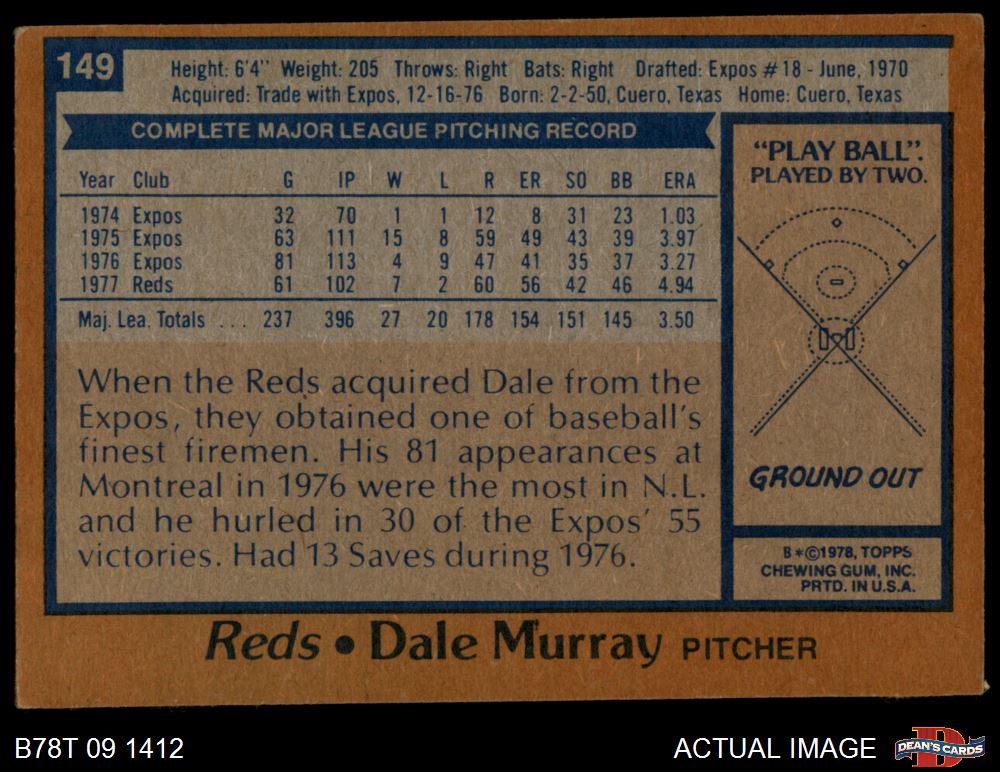 149
Height: 6'4" Weight: 205 Throws: Right Bats: Right Drafted: Expos #18 - June, 1970
Acquired: Trade with Expos, 12-16-76 Born: 2-2-50, Cuero, Texas Home: Cuero, Texas
COMPLETE MAJOR LEAGUE PITCHING RECORD
Year Club G IP W L R ER SO BB ERA
1974 Expos 32 70 1 1 12 8 31 23 1.03
1975 Expos 63 111 15 8 59 49 43 39 3.97
1976 Expos 81 113 4 9 47 41 35 37 3.27
1977 Reds 61 102 7 2 60 56 42 46 4.94
Maj. Lea. Totals ... 237 396 27 20 178 154 151 145 3.50
When the Reds acquired Dale from the
Expos, they obtained one of baseball's
finest firemen. His 81 appearances at
Montreal in 1976 were the most in N.L.
and he hurled in 30 of the Expos' 55
victories. Had 13 Saves during 1976.
"PLAY BALL".
PLAYED BY TWO.
GROUND OUT
B*©1978, TOPPS
CHEWING GUM, INC.
PRTD. IN U.S.A.
Reds • Dale Murray PITCHER
B78T 09 1412
ACTUAL IMAGE
D
DEAN'S CARDS